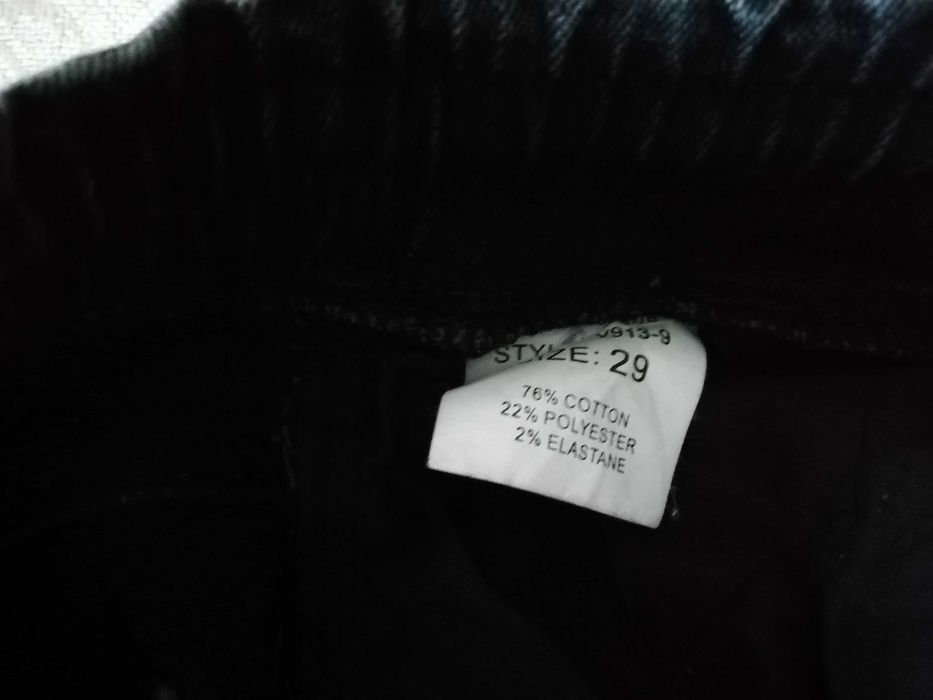 STYZE: 29
76% COTTON
22% POLYESTER
2% ELASTANE